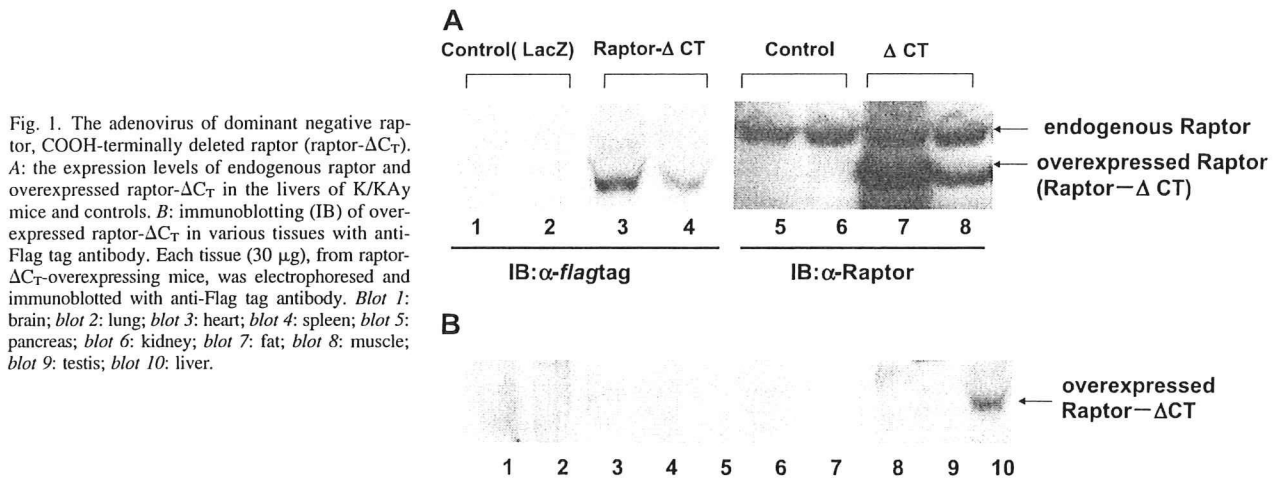 Fig. 1. The adenovirus of dominant negative rap-
tor, COOH-terminally deleted raptor (raptor-ΔCT).
A: the expression levels of endogenous raptor and
overexpressed raptor-ΔCT in the livers of K/KAy
mice and controls. B: immunoblotting (IB) of over-
expressed raptor-ΔCT in various tissues with anti-
Flag tag antibody. Each tissue (30 μg), from raptor-
ΔCT-overexpressing mice, was electrophoresed and
immunoblotted with anti-Flag tag antibody. Blot 1:
brain; blot 2: lung; blot 3: heart; blot 4: spleen; blot 5:
pancreas; blot 6: kidney; blot 7: fat; blot 8: muscle;
blot 9: testis; blot 10: liver.
A
Control( LacZ) Raptor-Δ CT Control Δ CT
endogenous Raptor
overexpressed Raptor
(Raptor－Δ CT)
1 2 3 4 5 6 7 8
IB:α-flagtag IB:α-Raptor
B
overexpressed
Raptor－ΔCT
1 2 3 4 5 6 7 8 9 10